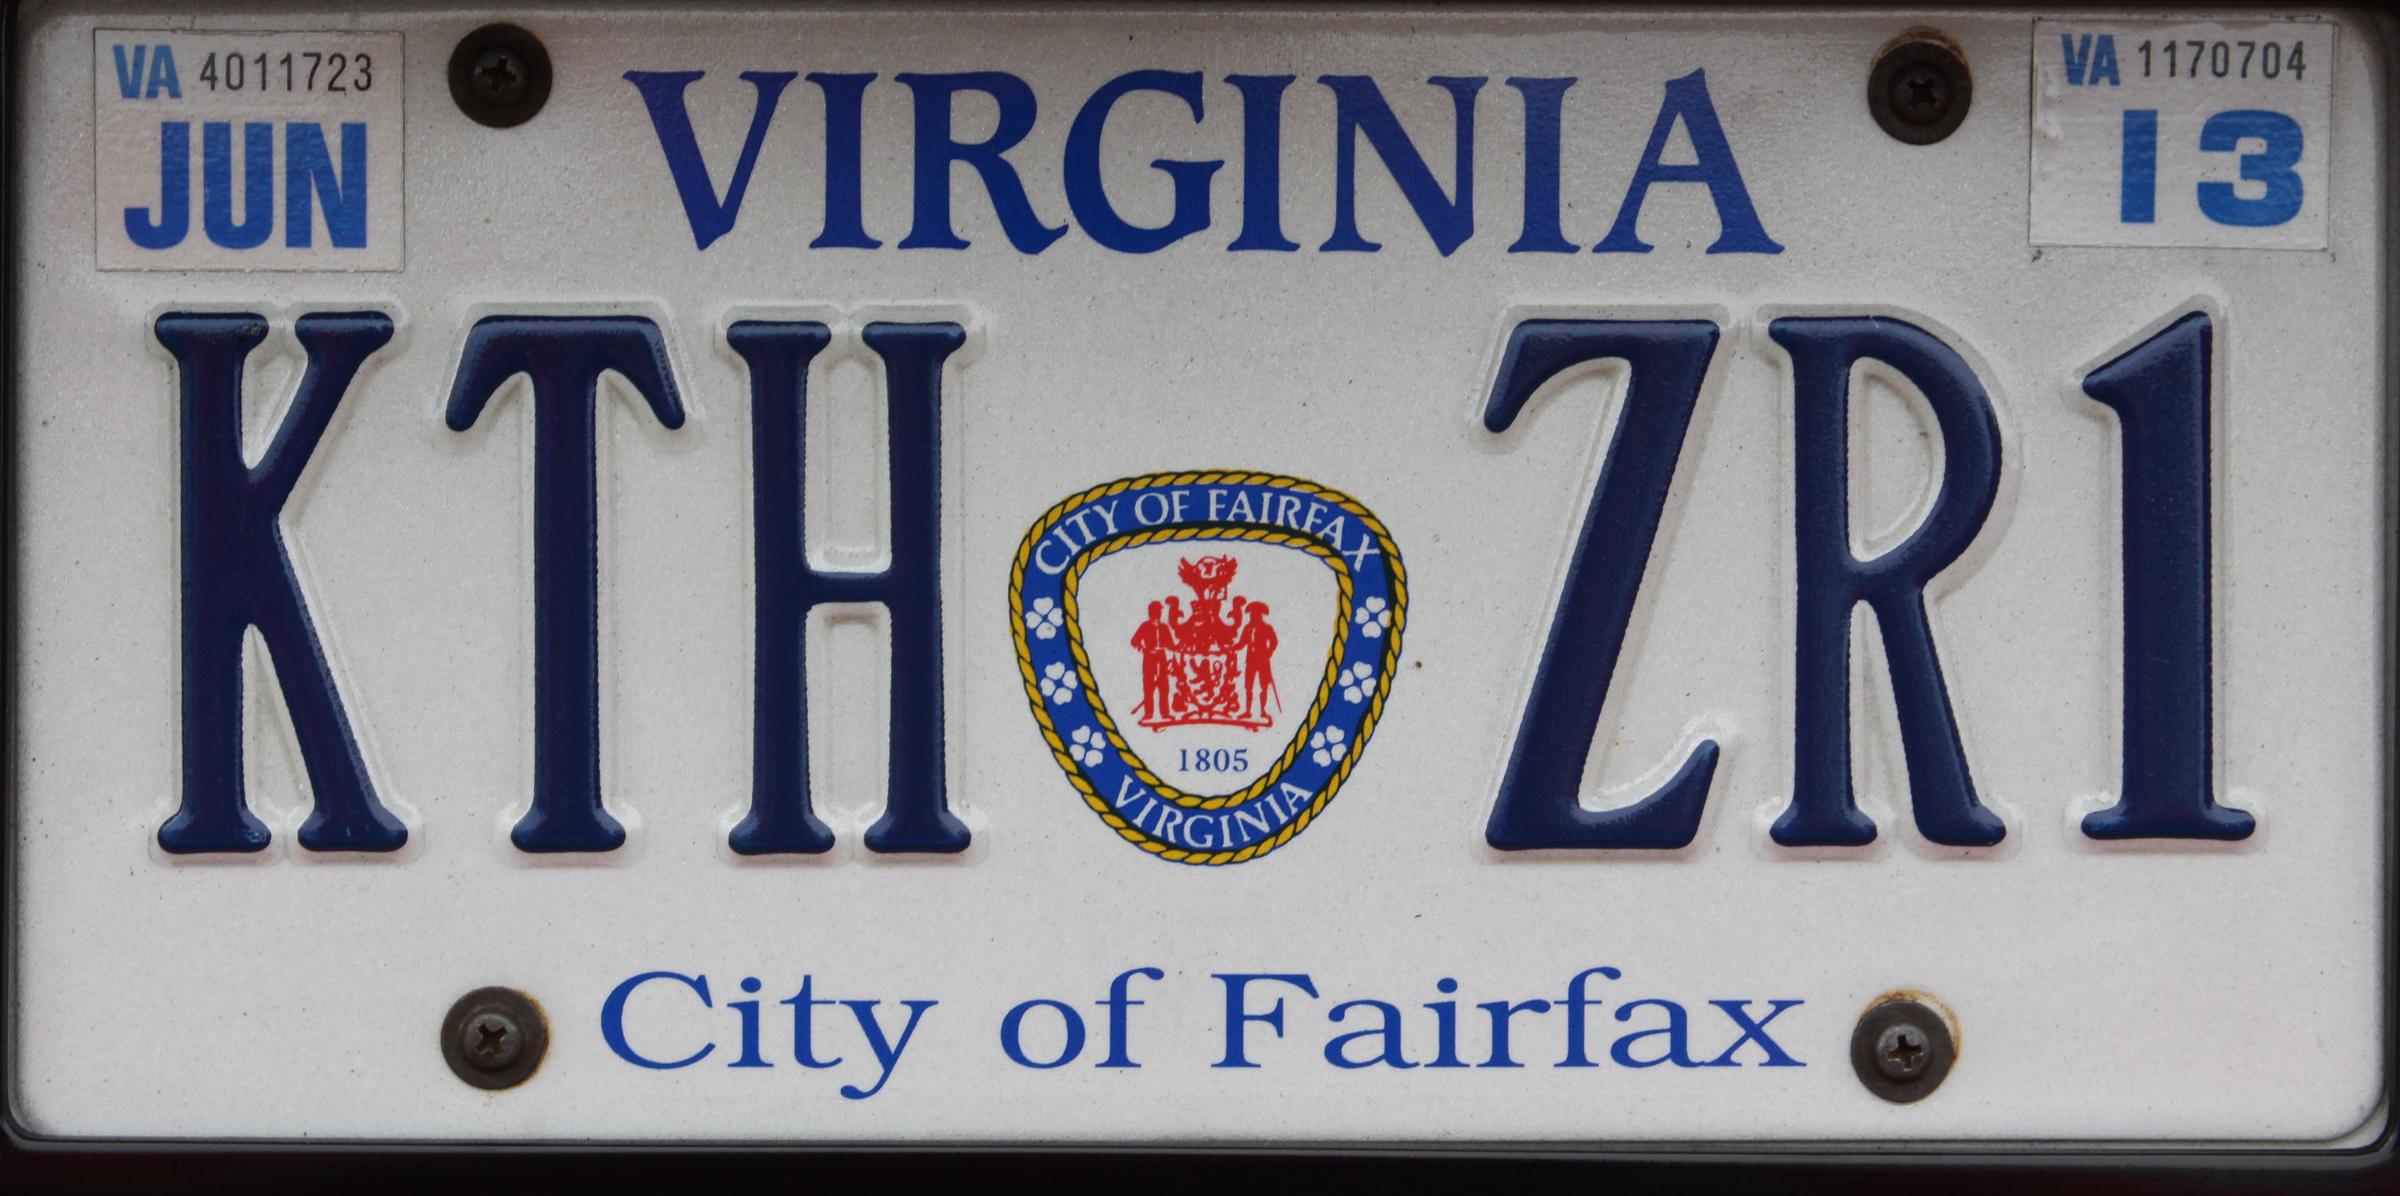 VA 4011723
JUN
VIRGINIA
VA 1170704
13
KTH ZR1
CITY OF FAIRFAX
1805
VIRGINIA
City of Fairfax